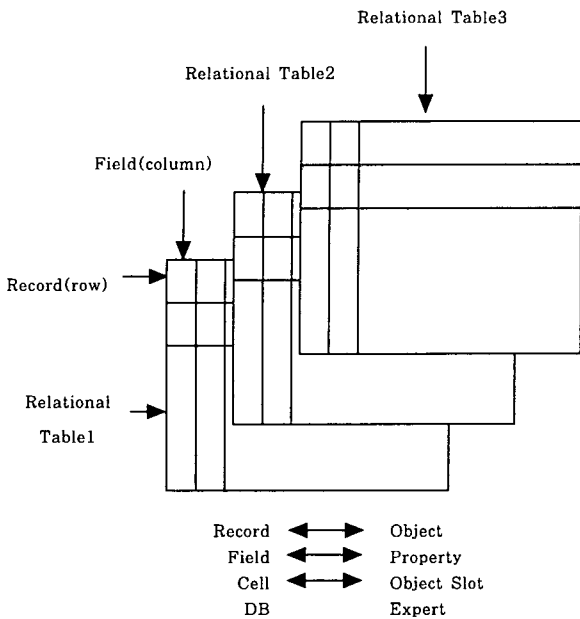 Relational Table3
Relational Table2
Field(column)
Record(row)
Relational
Table1
Record Object
Field Property
Cell Object Slot
DB Expert